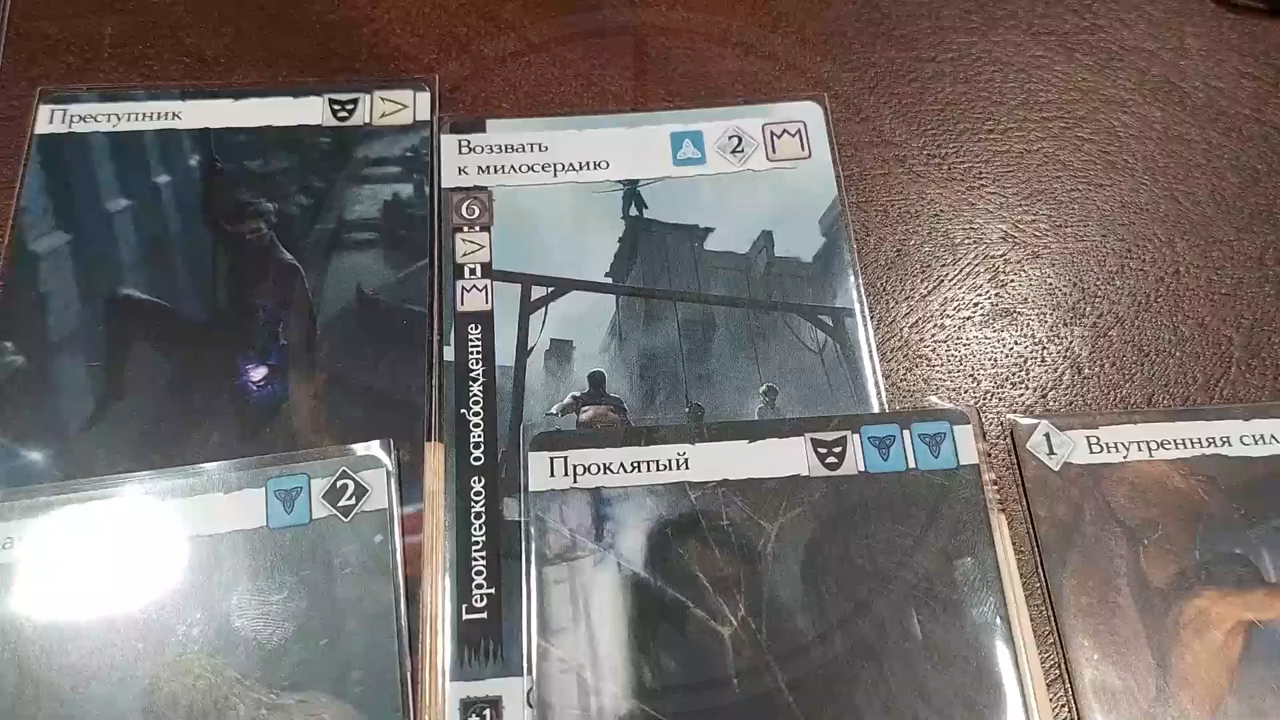 Преступник
Воззвать
к милосердию
2
6
Героическое освобождение
2
Проклятый
1
Внутренняя сил